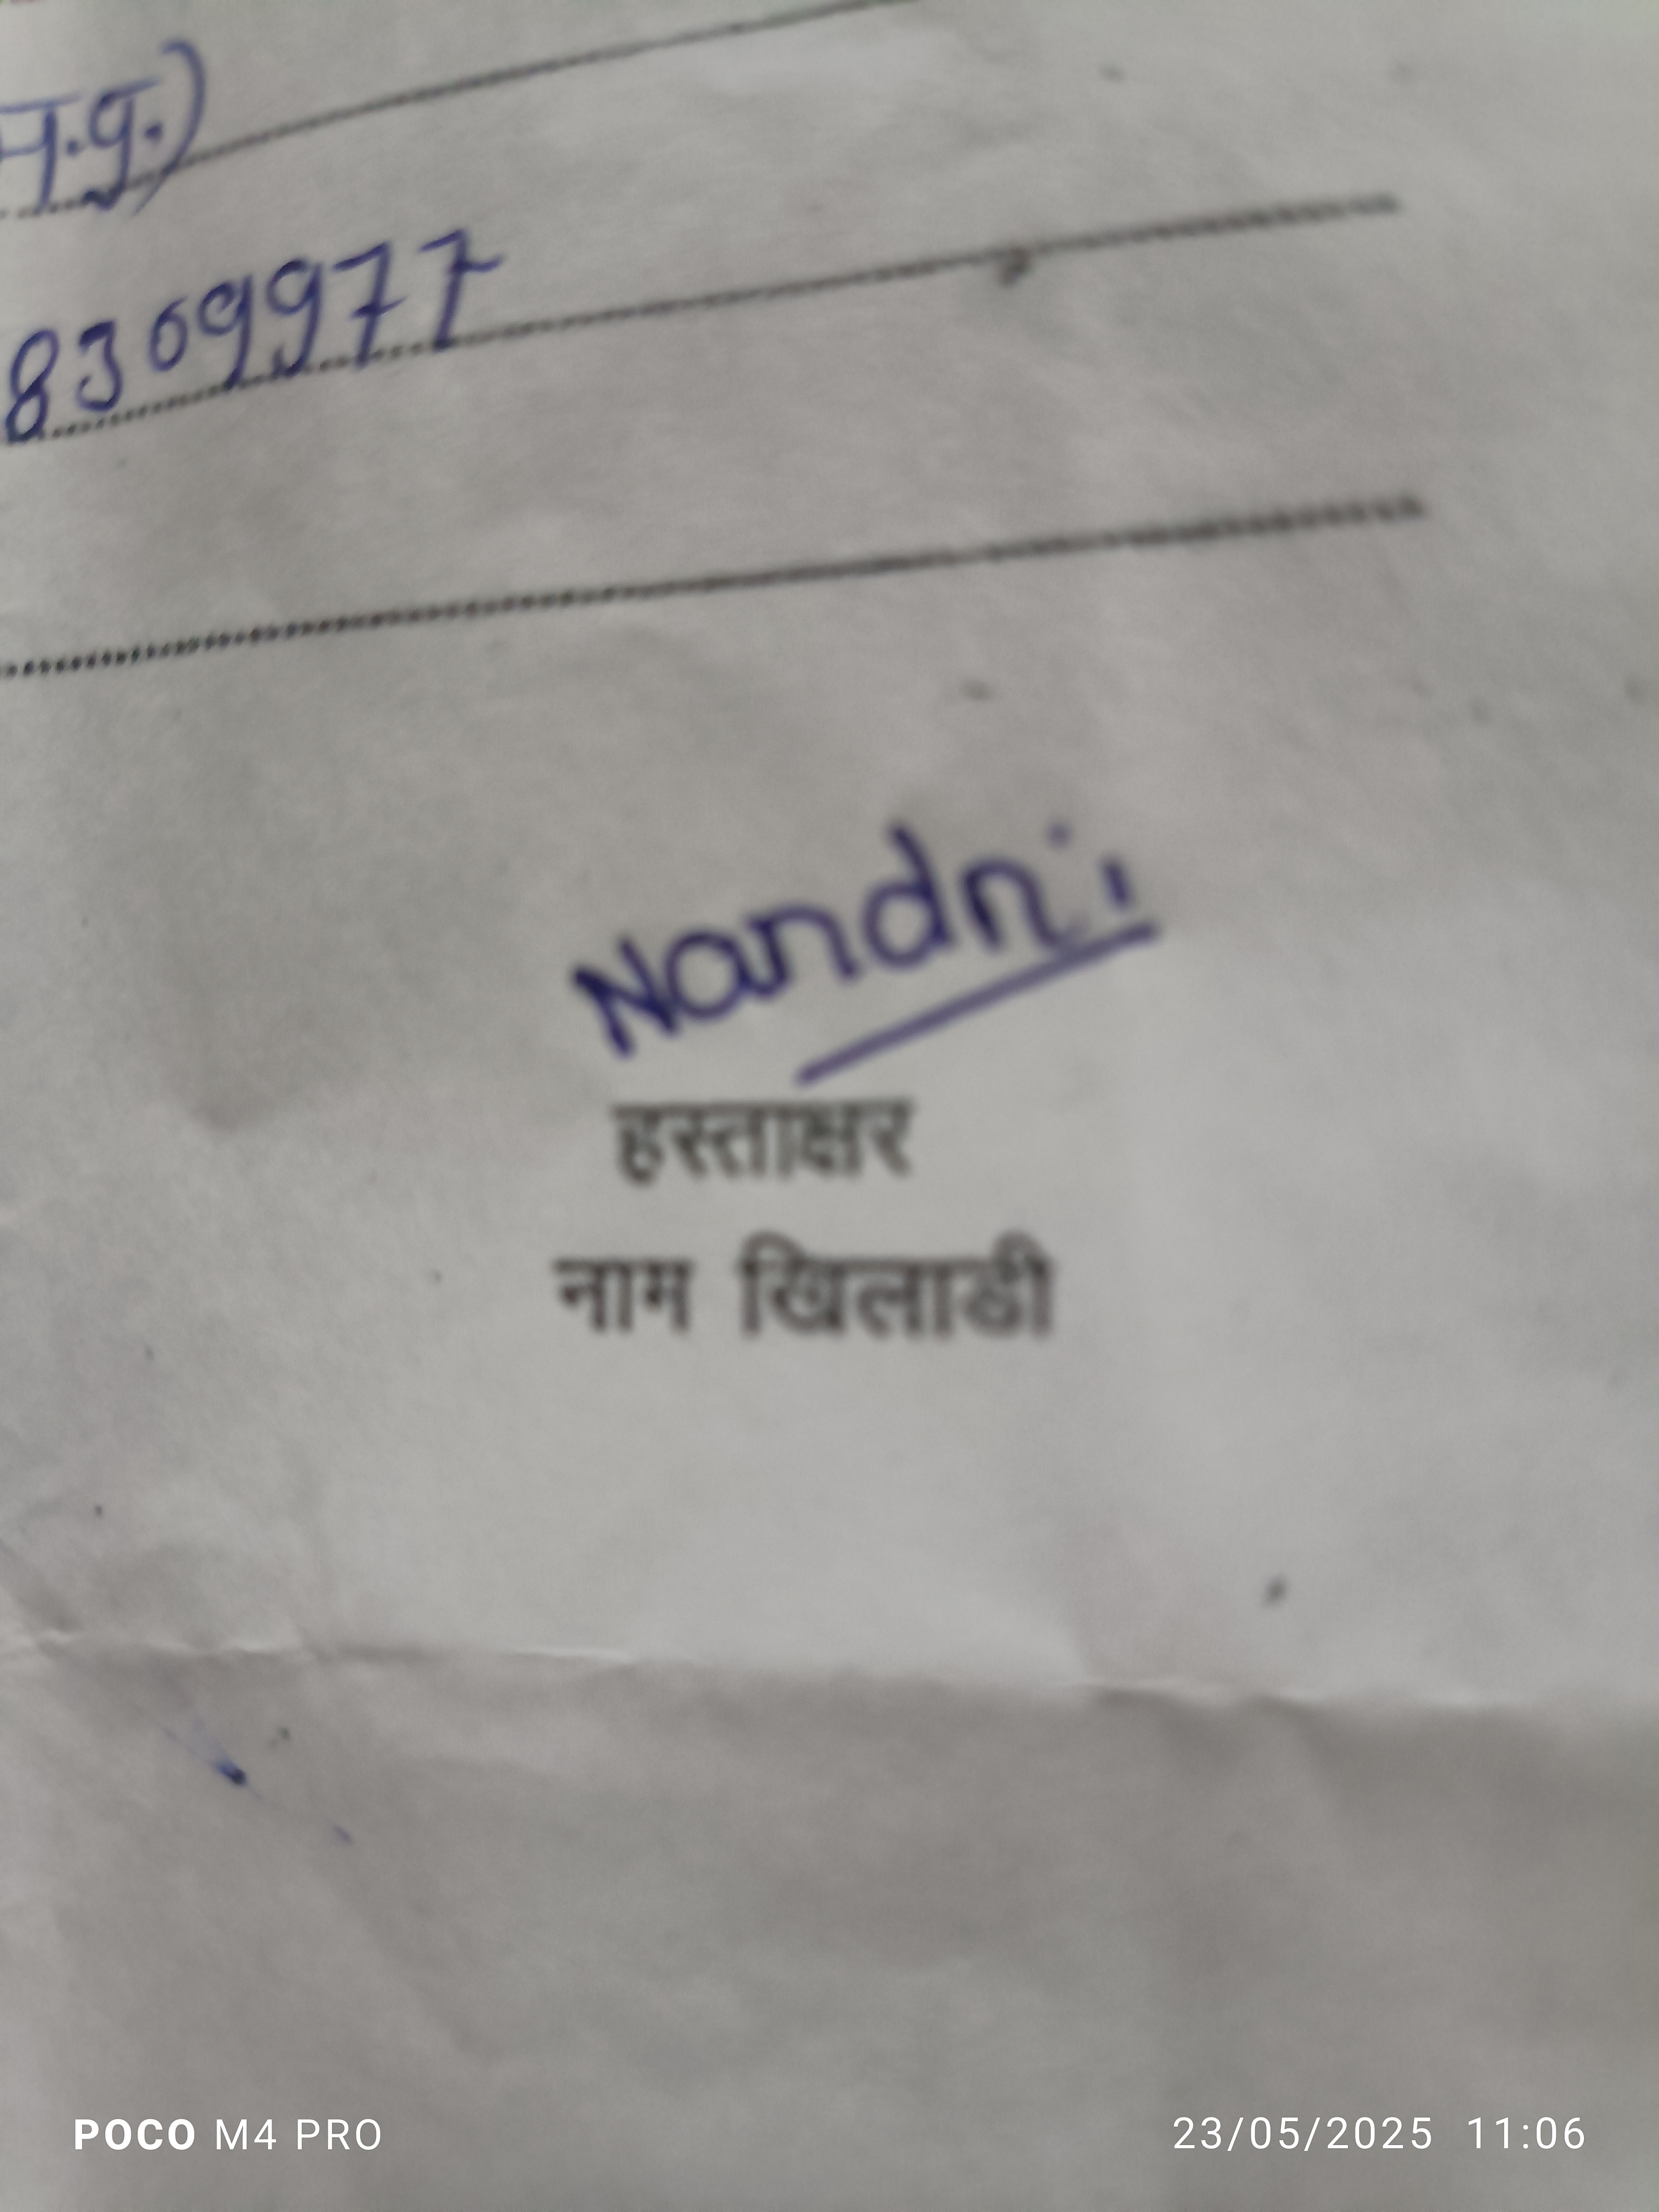 म.प्र.)
8309977
Nandni
हस्ताक्षर
नाम खिलाडी
POCO M4 PRO
23/05/2025 11:06